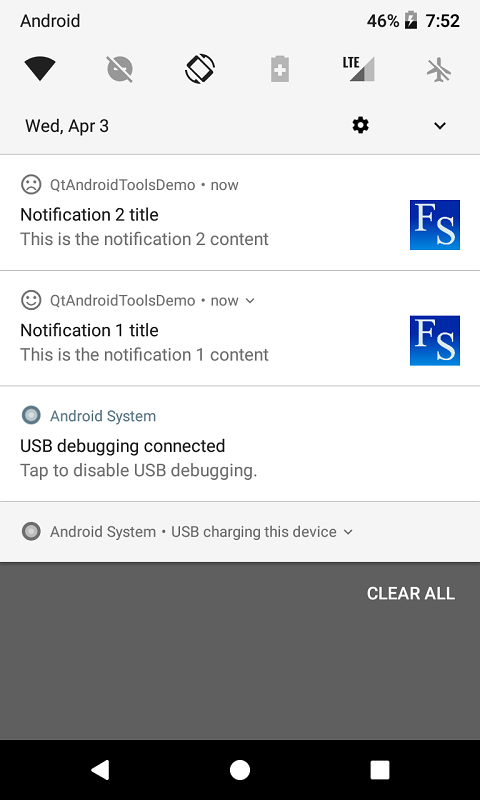 Android 46% 7:52
LTE
Wed, Apr 3
QtAndroidToolsDemo • now
Notification 2 title
This is the notification 2 content
FS
QtAndroidToolsDemo • now
Notification 1 title
This is the notification 1 content
FS
Android System
USB debugging connected
Tap to disable USB debugging.
Android System • USB charging this device
CLEAR ALL